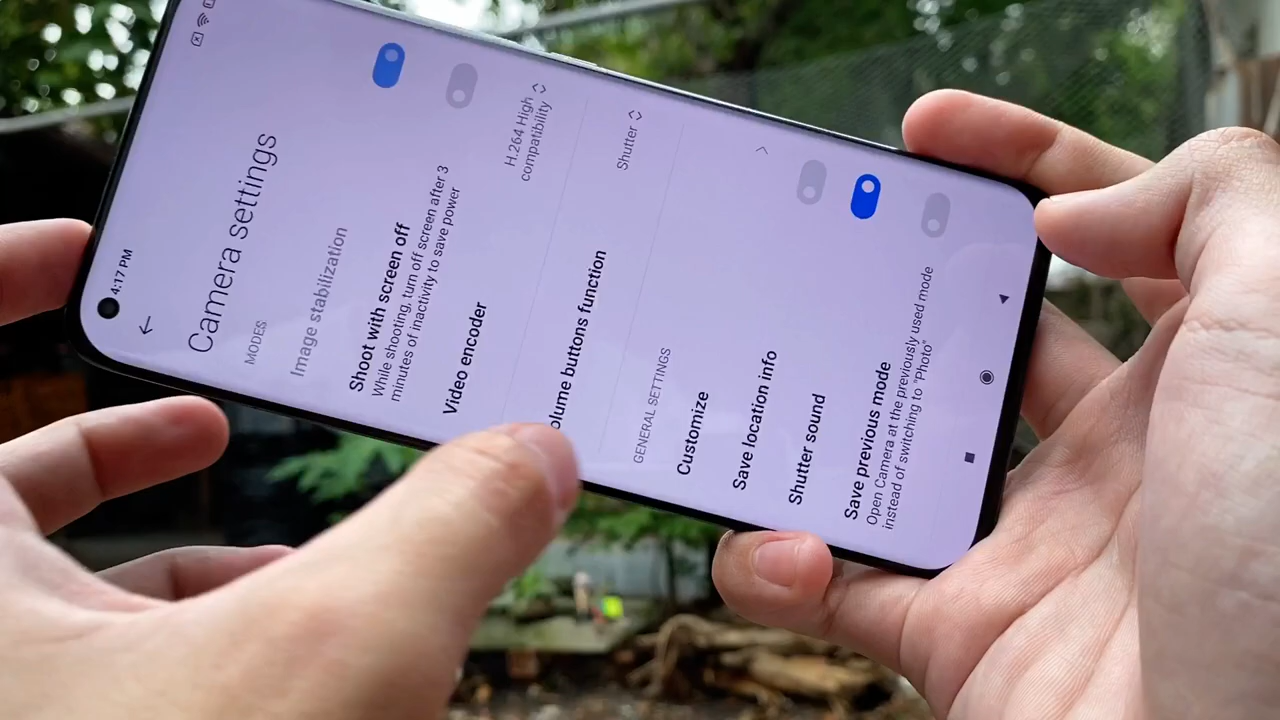 4:17 PM
Camera settings
MODES
Image stabilization
Shoot with screen off
While shooting, turn off screen after 3
minutes of inactivity to save power
Video encoder
H.264 High
compatibility
olume buttons function
Shutter
GENERAL SETTINGS
Customize
Save location info
Shutter sound
Save previous mode
Open Camera at the previously used mode
instead of switching to "Photo"